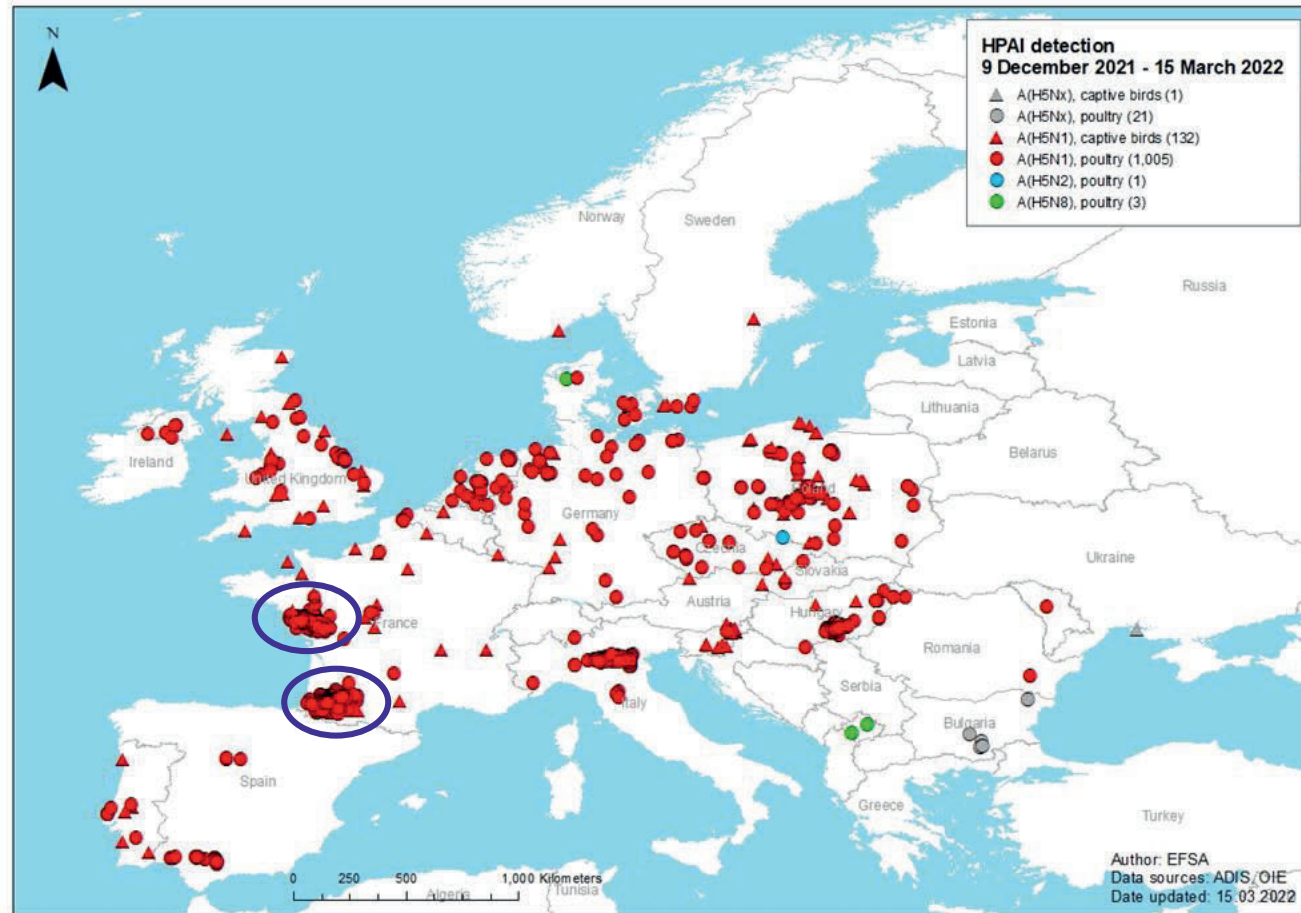 N
HPAI detection
9 December 2021 - 15 March 2022
A(H5Nx), captive birds (1)
A(H5Nx), poultry (21)
A(H5N1), captive birds (132)
A(H5N1), poultry (1,005)
A(H5N2), poultry (1)
A(H5N8), poultry (3)
Norway
Sweden
Russia
Estonia
Latvia
Lithuania
Belarus
Ireland
United Kingdom
Poland
Germany
Czechia
Ukraine
Slovakia
Austria
Hungary
France
Romania
Serbia
Italy
Bulgaria
Spain
Greece
Turkey
0 250 500 1,000 Kilometers
Algeria
Tunisia
Author: EFSA
Data sources: ADIS, OIE
Date updated: 15.03.2022